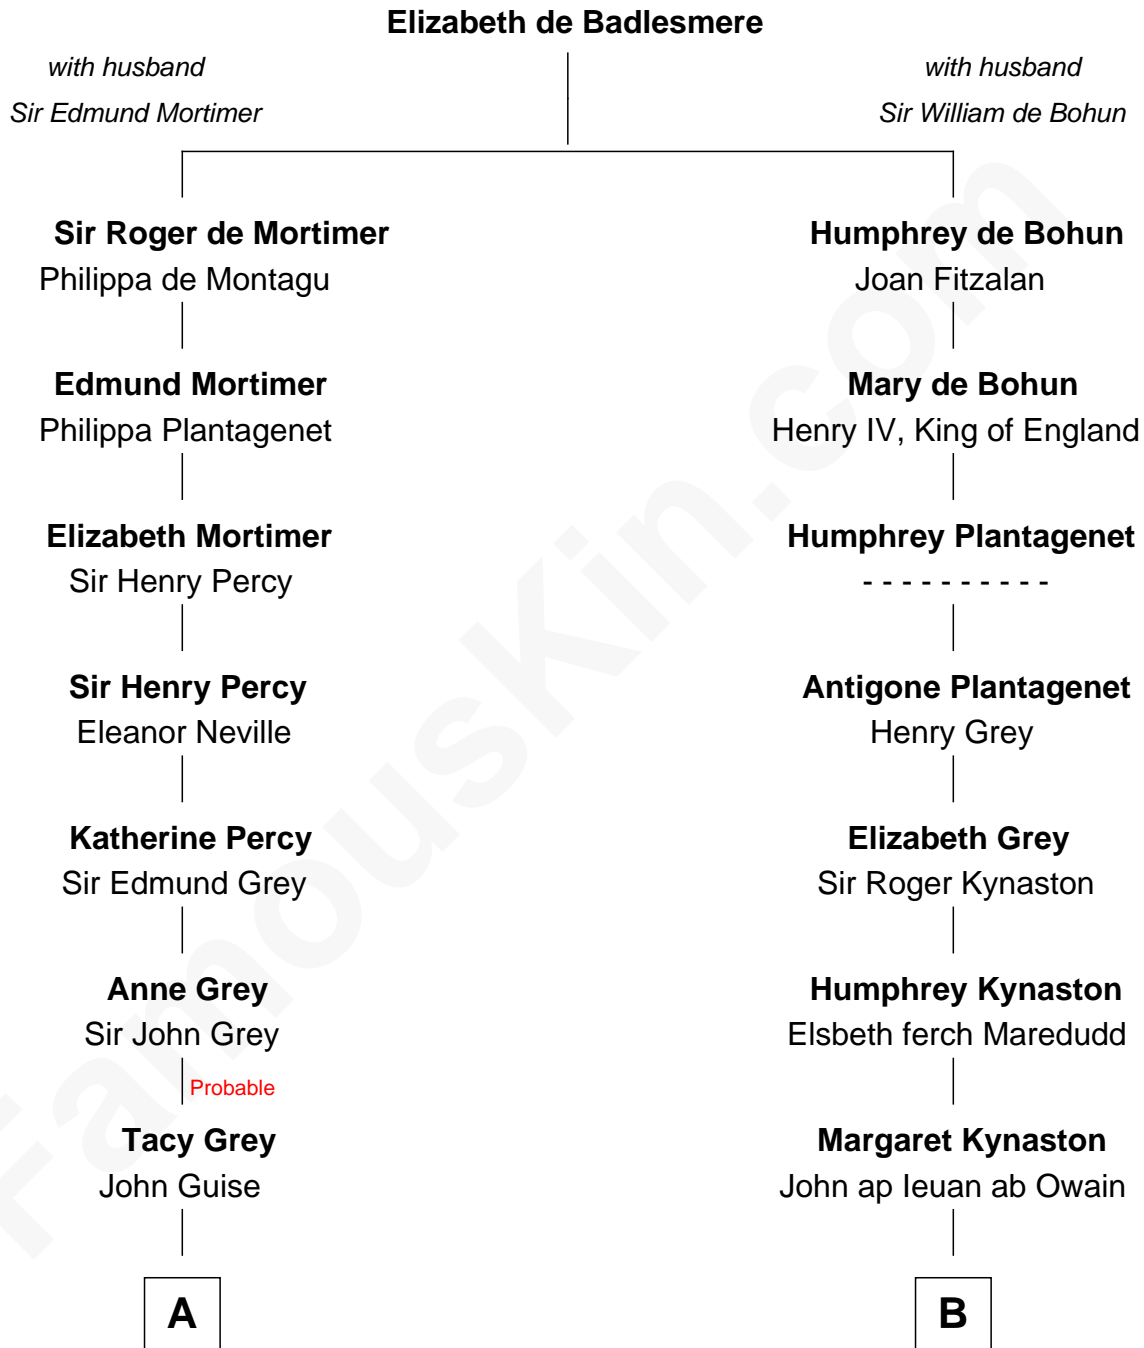 Elizabeth de Badlesmere
with husband
Sir Edmund Mortimer
with husband
Sir William de Bohun
Sir Roger de Mortimer
Philippa de Montagu
Edmund Mortimer
Philippa Plantagenet
Elizabeth Mortimer
Sir Henry Percy
Sir Henry Percy
Eleanor Neville
Katherine Percy
Sir Edmund Grey
Anne Grey
Sir John Grey
Probable
Tacy Grey
John Guise
A
Humphrey de Bohun
Joan Fitzalan
Mary de Bohun
Henry IV, King of England
Humphrey Plantagenet
- - - - - - - - - -
Antigone Plantagenet
Henry Grey
Elizabeth Grey
Sir Roger Kynaston
Humphrey Kynaston
Elsbeth ferch Maredudd
Margaret Kynaston
John ap Ieuan ab Owain
B
FamousKin.com